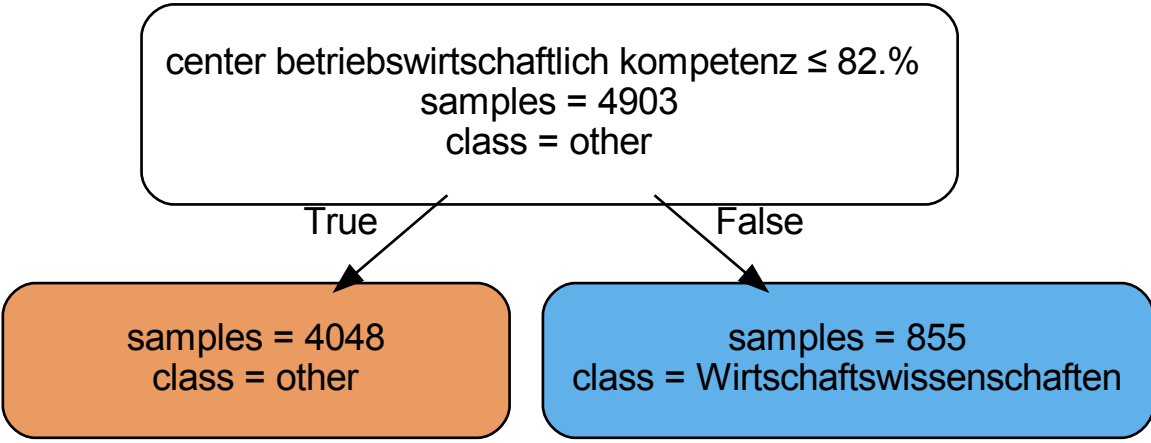 center betriebswirtschaftlich kompetenz ≤ 82.%
samples = 4903
class = other
True
False
samples = 4048
class = other
samples = 855
class = Wirtschaftswissenschaften